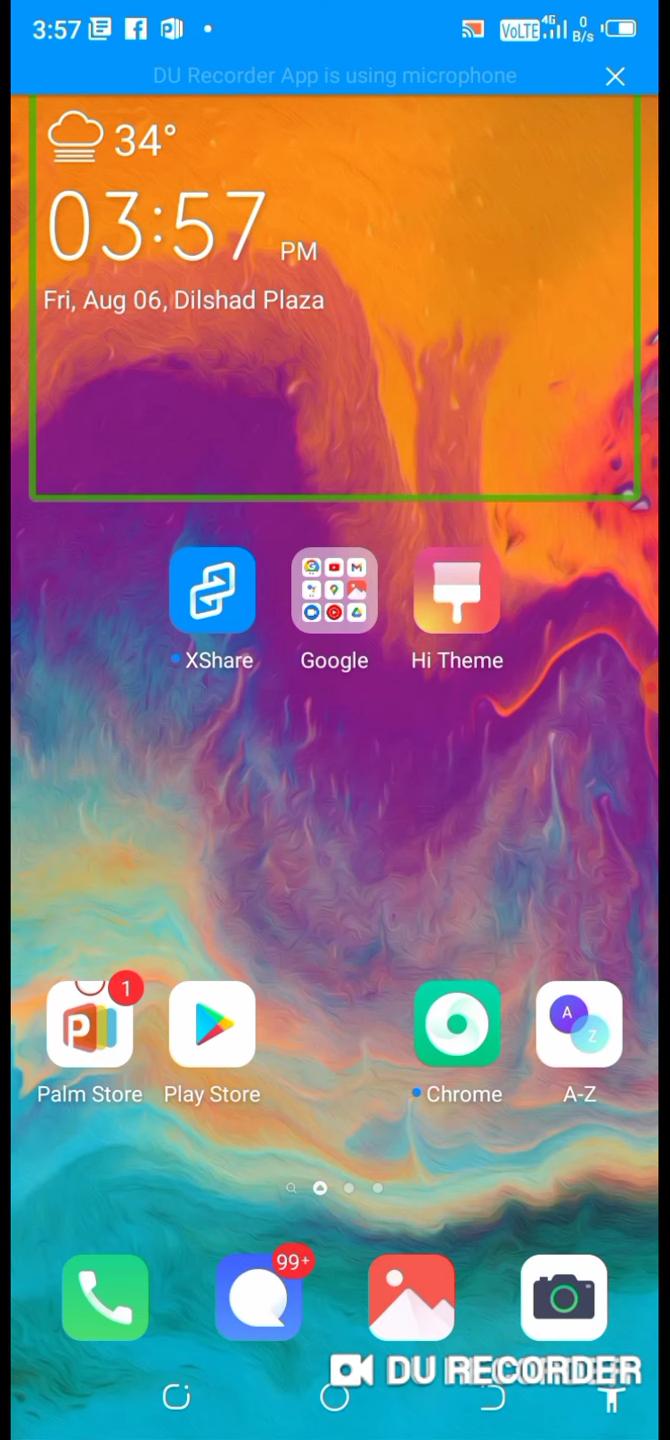 3:57
VoLTE 4G 0 B/s
DU Recorder App is using microphone
34°
03:57 PM
Fri, Aug 06, Dilshad Plaza
XShare
Google
Hi Theme
1
Palm Store
Play Store
Chrome
A Z
A-Z
99+
DU RECORDER